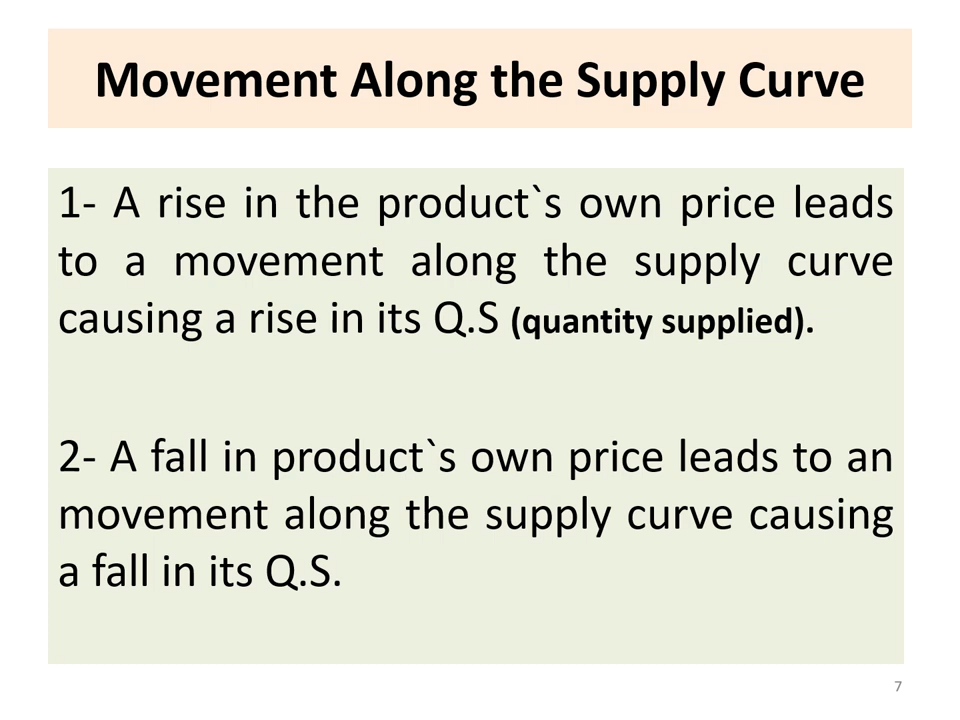 Movement Along the Supply Curve
1- A rise in the product`s own price leads
to a movement along the supply curve
causing a rise in its Q.S (quantity supplied).
2- A fall in product`s own price leads to an
movement along the supply curve causing
a fall in its Q.S.
7